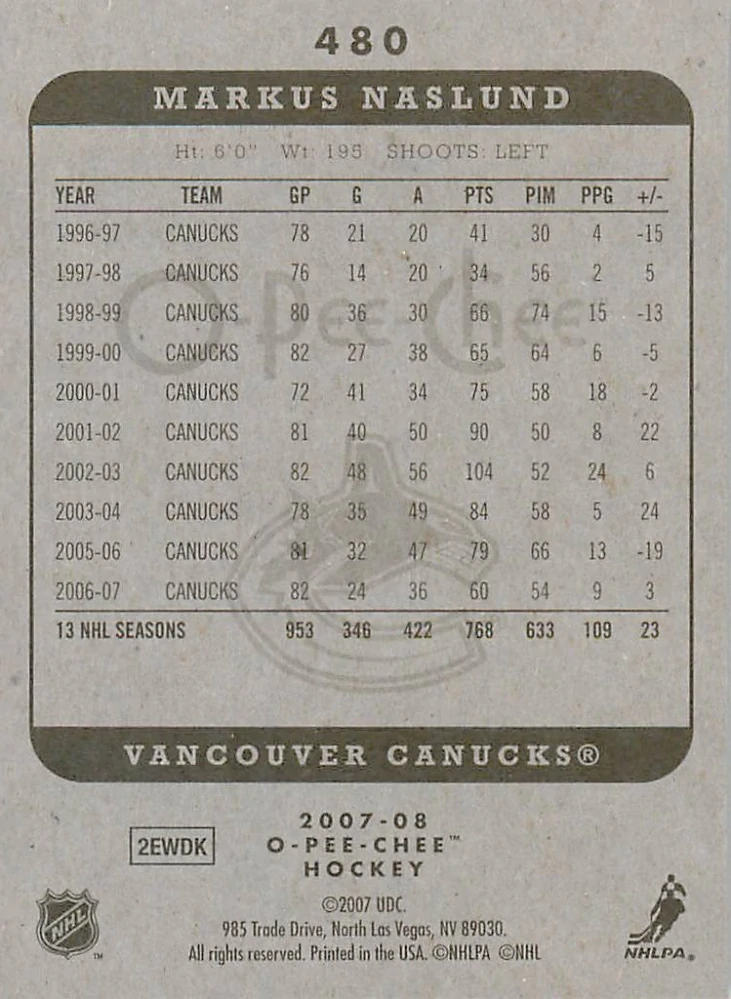 480
MARKUS NASLUND
Ht: 6'0" Wt: 195 SHOOTS: LEFT
YEAR TEAM GP G A PTS PIM PPG +/-
1996-97 CANUCKS 78 21 20 41 30 4 -15
1997-98 CANUCKS 76 14 20 34 56 2 5
1998-99 CANUCKS 80 36 30 66 74 15 -13
1999-00 CANUCKS 82 27 38 65 64 6 -5
2000-01 CANUCKS 72 41 34 75 58 18 -2
2001-02 CANUCKS 81 40 50 90 50 8 22
2002-03 CANUCKS 82 48 56 104 52 24 6
2003-04 CANUCKS 78 35 49 84 58 5 24
2005-06 CANUCKS 81 32 47 79 66 13 -19
2006-07 CANUCKS 82 24 36 60 54 9 3
13 NHL SEASONS 953 346 422 768 633 109 23
O-Pee-Chee
VANCOUVER CANUCKS®
2007-08
O-PEE-CHEE™
HOCKEY
2EWDK
©2007 UDC.
985 Trade Drive, North Las Vegas, NV 89030.
All rights reserved. Printed in the USA. ©NHLPA ©NHL
NHL™
NHLPA®